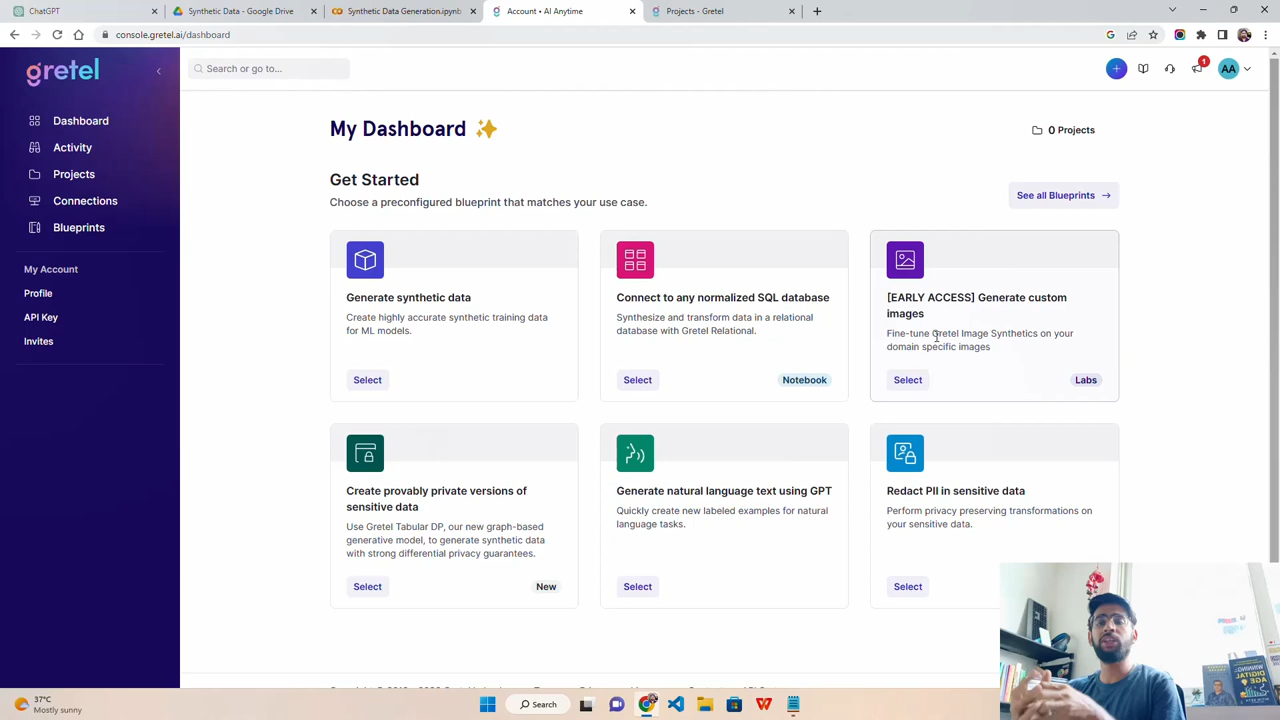 ChatGPT
Synthetic Data - Google Drive
Synthetic Data Generation.ipynb
Account • AI Anytime
Projects - Gretel
console.gretel.ai/dashboard
gretel
Search or go to...
1
AA
Dashboard
Activity
Projects
Connections
Blueprints
My Account
Profile
API Key
Invites
My Dashboard
0 Projects
Get Started
Choose a preconfigured blueprint that matches your use case.
See all Blueprints
Generate synthetic data
Create highly accurate synthetic training data
for ML models.
Select
Connect to any normalized SQL database
Synthesize and transform data in a relational
database with Gretel Relational.
Select
Notebook
[EARLY ACCESS] Generate custom
images
Fine-tune Gretel Image Synthetics on your
domain specific images
Select
Labs
Create provably private versions of
sensitive data
Use Gretel Tabular DP, our new graph-based
generative model, to generate synthetic data
with strong differential privacy guarantees.
Select
New
Generate natural language text using GPT
Quickly create new labeled examples for natural
language tasks.
Select
Redact PII in sensitive data
Perform privacy preserving transformations on
your sensitive data.
Select
WINNING
DIGITAL
AGE
37°C
Mostly sunny
Search